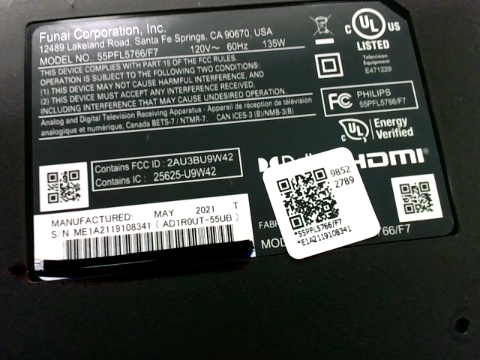 Funai Corporation, Inc.
12489 Lakeland Road, Santa Fe Springs, CA 90670, USA
MODEL NO.: 55PFL5766/F7 120V~ 60Hz 135W
THIS DEVICE COMPLIES WITH PART 15 OF THE FCC RULES.
OPERATION IS SUBJECT TO THE FOLLOWING TWO CONDITIONS:
(1) THIS DEVICE MAY NOT CAUSE HARMFUL INTERFERENCE, AND
(2) THIS DEVICE MUST ACCEPT ANY INTERFERENCE RECEIVED,
INCLUDING INTERFERENCE THAT MAY CAUSE UNDESIRED OPERATION.
Analog and Digital Television Receiving Apparatus Appareil de réception de télévision
analogique et numérique, Canada BETS-7 / NTMR-7. CAN ICES-3 (B)/NMB-3(B)
c UL US
LISTED
Television
Equipment
E471229
FC PHILIPS
55PFL5766/F7
c UL US Energy
Verified
Contains FCC ID : 2AU3BU9W42
Contains IC : 25625-U9W42
HDMI
9852
2789
*55PFL5766/F7
*E1A2119108341
MANUFACTURED: MAY 2021 T
S/N ME1A2119108341 (AD1R0UT-55UB)